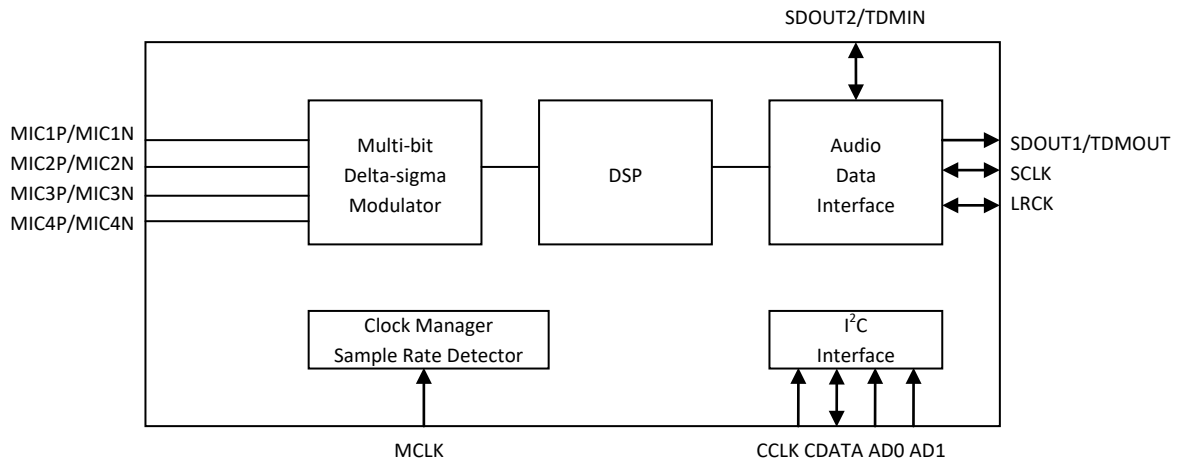 SDOUT2/TDMIN
MIC1P/MIC1N
MIC2P/MIC2N
MIC3P/MIC3N
MIC4P/MIC4N
Multi-bit
Delta-sigma
Modulator
DSP
Audio
Data
Interface
SDOUT1/TDMOUT
SCLK
LRCK
Clock Manager
Sample Rate Detector
I²C
Interface
MCLK
CCLK CDATA AD0 AD1